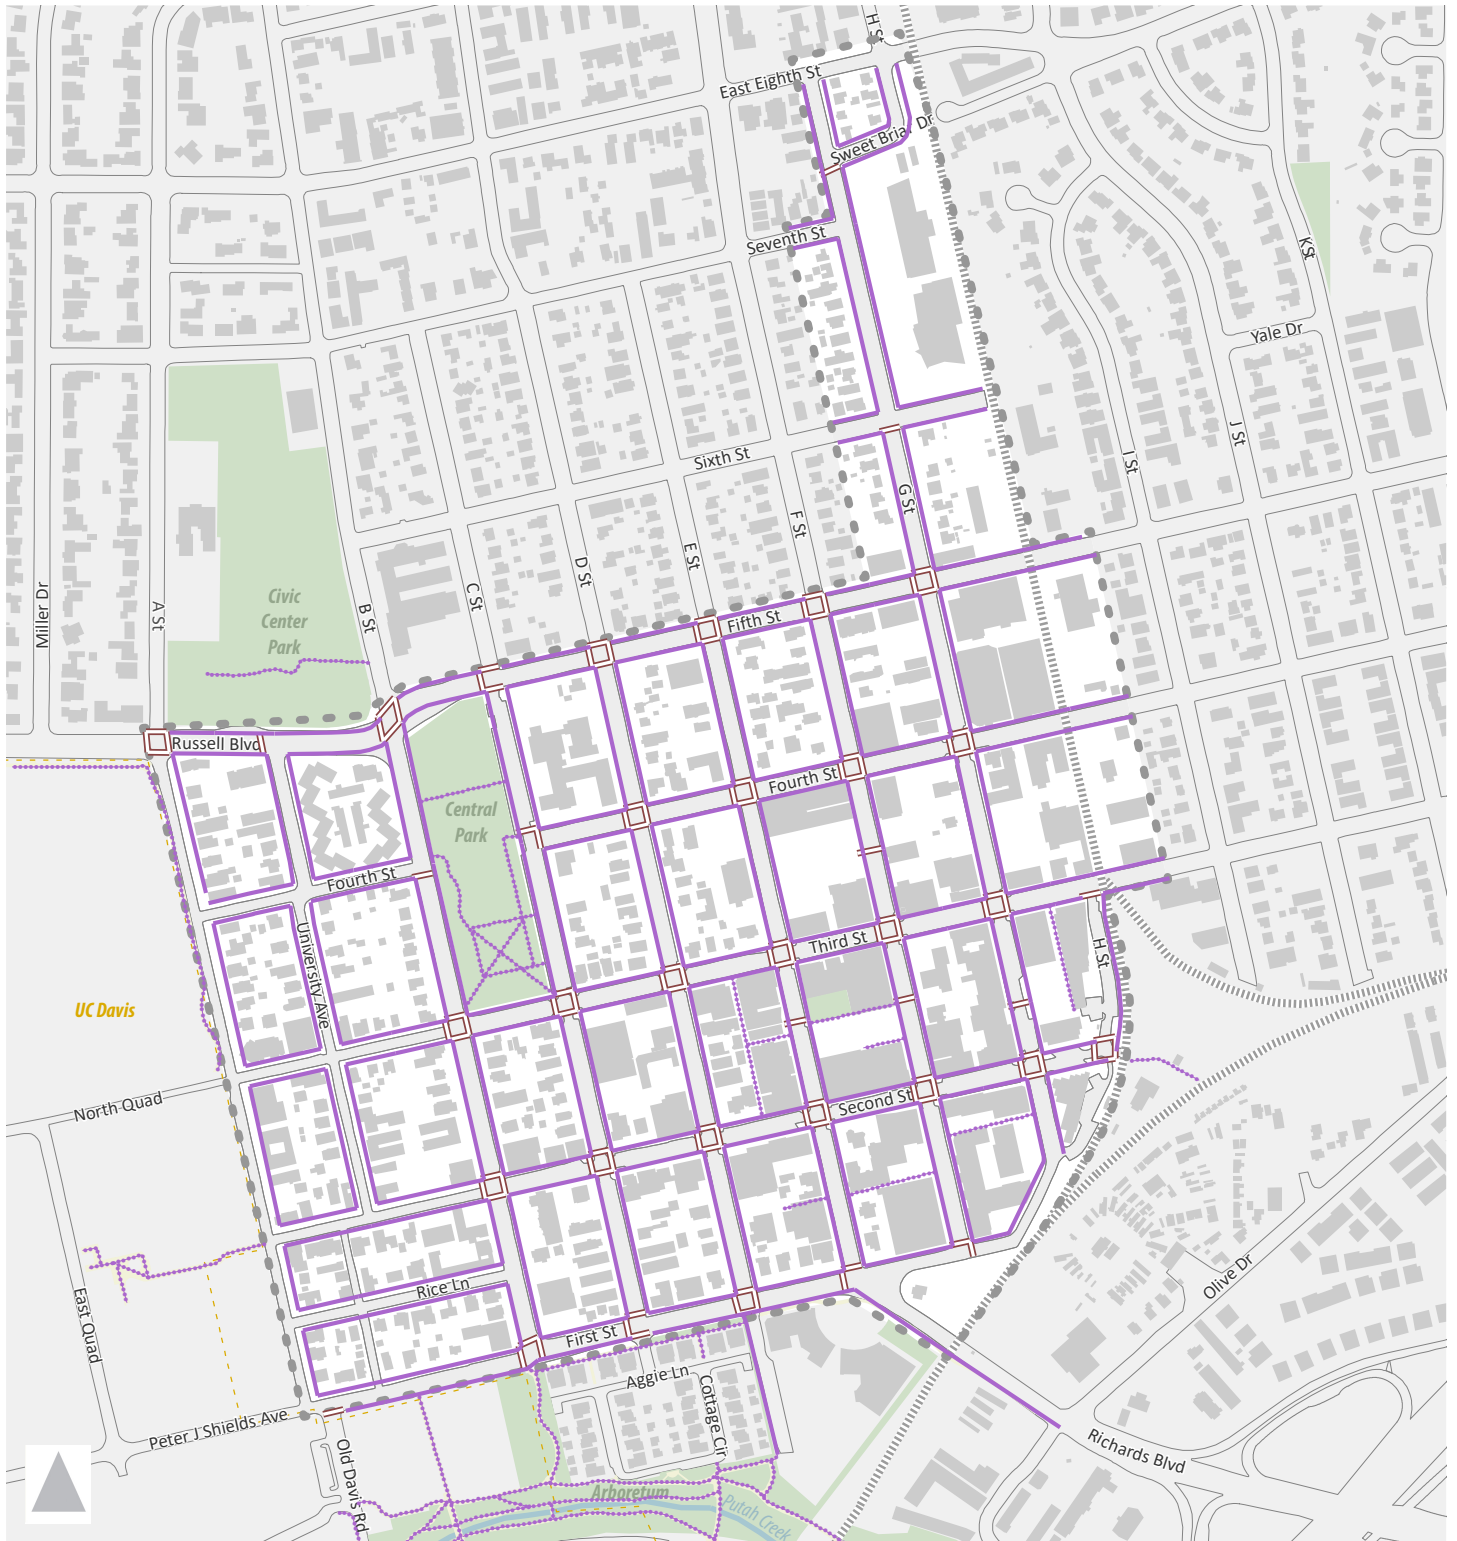 H St
East Eighth St
Sweet Briar Dr
Seventh St
K St
Yale Dr
J St
I St
Sixth St
G St
F St
E St
D St
C St
B St
A St
Miller Dr
Civic
Center
Park
Fifth St
Russell Blvd
Fourth St
Central
Park
Fourth St
University Ave
Third St
H St
UC Davis
North Quad
Second St
East Quad
Rice Ln
Olive Dr
First St
Aggie Ln
Cottage Cir
Peter J Shields Ave
Old Davis Rd
Richards Blvd
Arboretum
Putah Creek